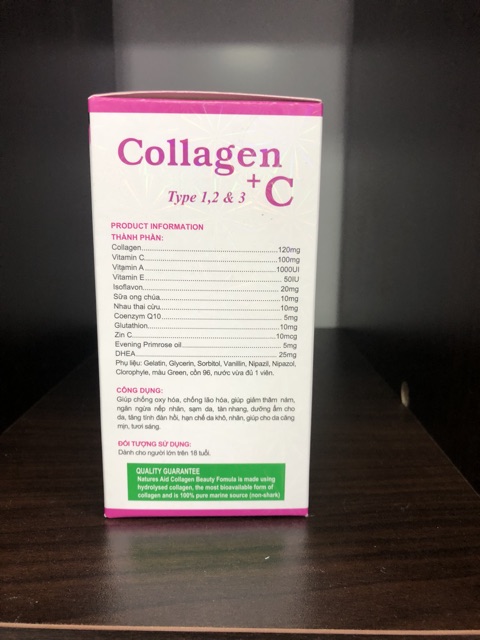 Collagen
+ C
Type 1,2 & 3
PRODUCT INFORMATION
THÀNH PHẦN:
Collagen..........120mg
Vitamin C..........100mg
Vitamin A..........1000UI
Vitamin E..........50IU
Isoflavon..........20mg
Sữa ong chúa..........10mg
Nhau thai cừu..........10mg
Coenzym Q10..........5mg
Glutathion..........10mg
Zin C..........10mcg
Evening Primrose oil..........5mg
DHEA..........25mg
Phụ liệu: Gelatin, Glycerin, Sorbitol, Vanillin, Nipazil, Nipazol,
Clorophyle, màu Green, cồn 96, nước vừa đủ 1 viên.
CÔNG DỤNG:
Giúp chống oxy hóa, chống lão hóa, giúp giảm thâm nám,
ngăn ngừa nếp nhăn, sạm da, tàn nhang, dưỡng ẩm cho
da, tăng tính đàn hồi, hạn chế da khô, nhăn, giúp cho da căng
mịn, tươi sáng.
ĐỐI TƯỢNG SỬ DỤNG:
Dành cho người lớn trên 18 tuổi.
QUALITY GUARANTEE
Natures Aid Collagen Beauty Fomula is made using
hydrolysed collagen, the most bioavailable form of
collagen and is 100% pure marine source (non-shark)